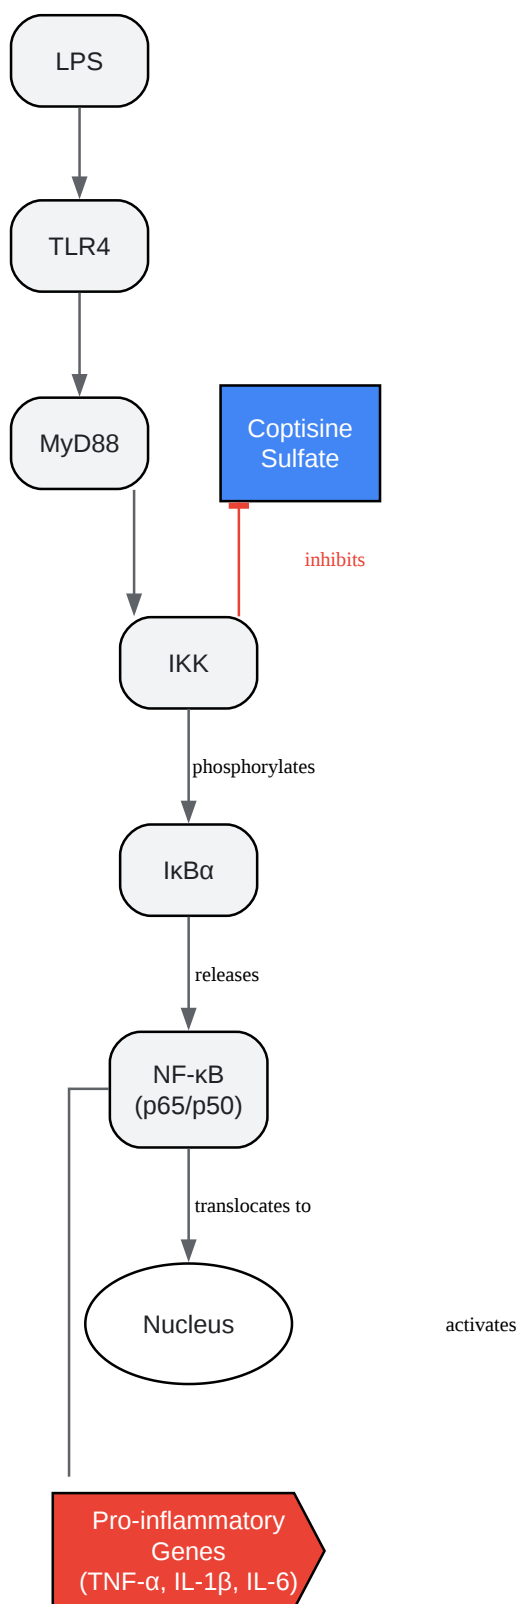 LPS
TLR4
MyD88
Coptisine
Sulfate
inhibits
IKK
phosphorylates
IκBα
releases
NF-κB
(p65/p50)
translocates to
Nucleus
activates
Pro-inflammatory
Genes
(TNF-α, IL-1β, IL-6)